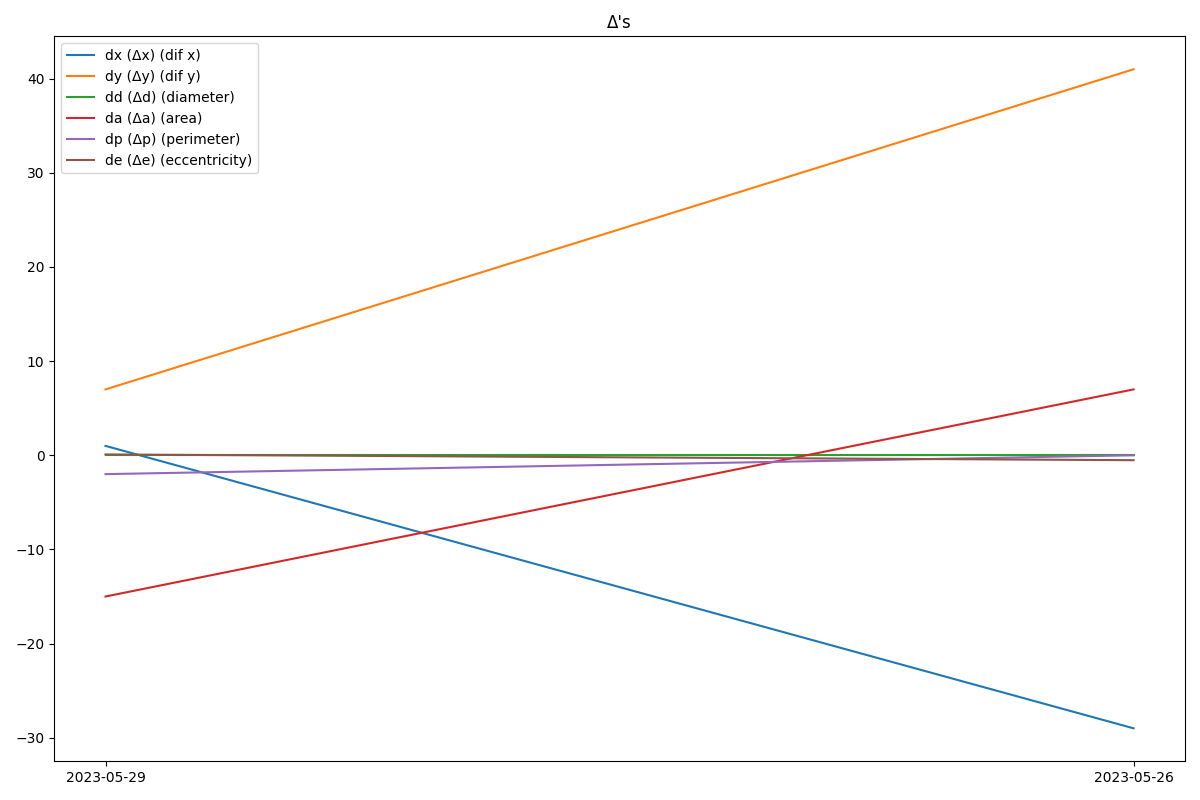 Δ's
dx (Δx) (dif x)
dy (Δy) (dif y)
dd (Δd) (diameter)
da (Δa) (area)
dp (Δp) (perimeter)
de (Δe) (eccentricity)
40
30
20
10
0
−10
−20
−30
2023-05-29 2023-05-26